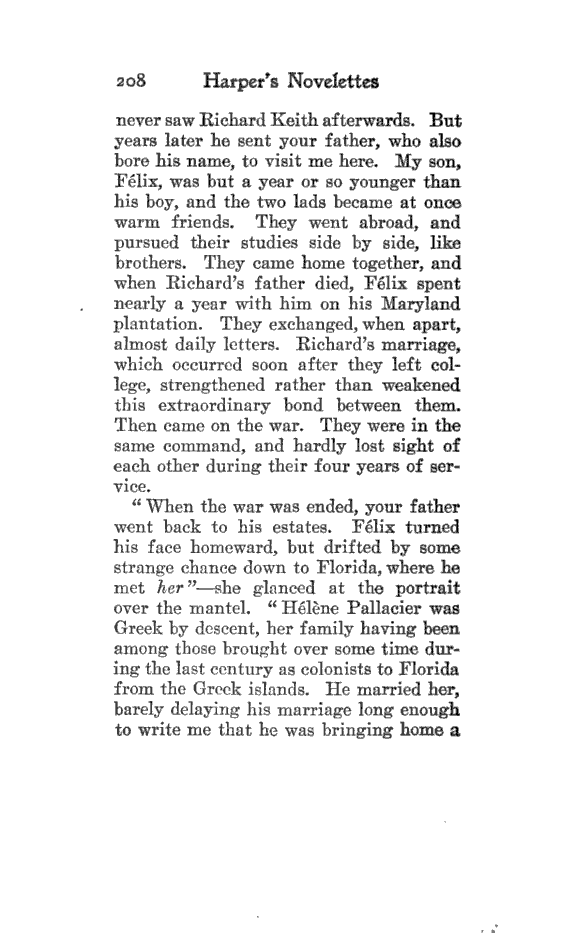 208 Harper's Novelettes
never saw Richard Keith afterwards. But
years later he sent your father, who also
bore his name, to visit me here. My son,
Félix, was but a year or so younger than
his boy, and the two lads became at once
warm friends. They went abroad, and
pursued their studies side by side, like
brothers. They came home together, and
when Richard's father died, Félix spent
nearly a year with him on his Maryland
plantation. They exchanged, when apart,
almost daily letters. Richard's marriage,
which occurred soon after they left col-
lege, strengthened rather than weakened
this extraordinary bond between them.
Then came on the war. They were in the
same command, and hardly lost sight of
each other during their four years of ser-
vice.
“When the war was ended, your father
went back to his estates. Félix turned
his face homeward, but drifted by some
strange chance down to Florida, where he
met her”—she glanced at the portrait
over the mantel. “Hélène Pallacier was
Greek by descent, her family having been
among those brought over some time dur-
ing the last century as colonists to Florida
from the Greek islands. He married her,
barely delaying his marriage long enough
to write me that he was bringing home a